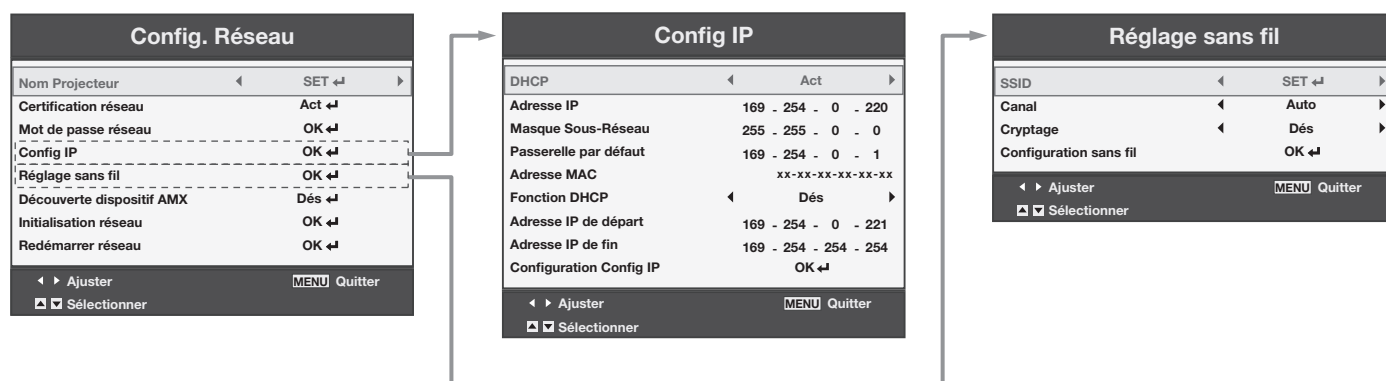 Config. Réseau
Nom Projecteur SET
Certification réseau Act
Mot de passe réseau OK
Config IP OK
Réglage sans fil OK
Découverte dispositif AMX Dés
Initialisation réseau OK
Redémarrer réseau OK
Ajuster MENU Quitter
Sélectionner
Config IP
DHCP Act
Adresse IP 169 - 254 - 0 - 220
Masque Sous-Réseau 255 - 255 - 0 - 0
Passerelle par défaut 169 - 254 - 0 - 1
Adresse MAC xx-xx-xx-xx-xx-xx
Fonction DHCP Dés
Adresse IP de départ 169 - 254 - 0 - 221
Adresse IP de fin 169 - 254 - 254 - 254
Configuration Config IP OK
Ajuster MENU Quitter
Sélectionner
Réglage sans fil
SSID SET
Canal Auto
Cryptage Dés
Configuration sans fil OK
Ajuster MENU Quitter
Sélectionner